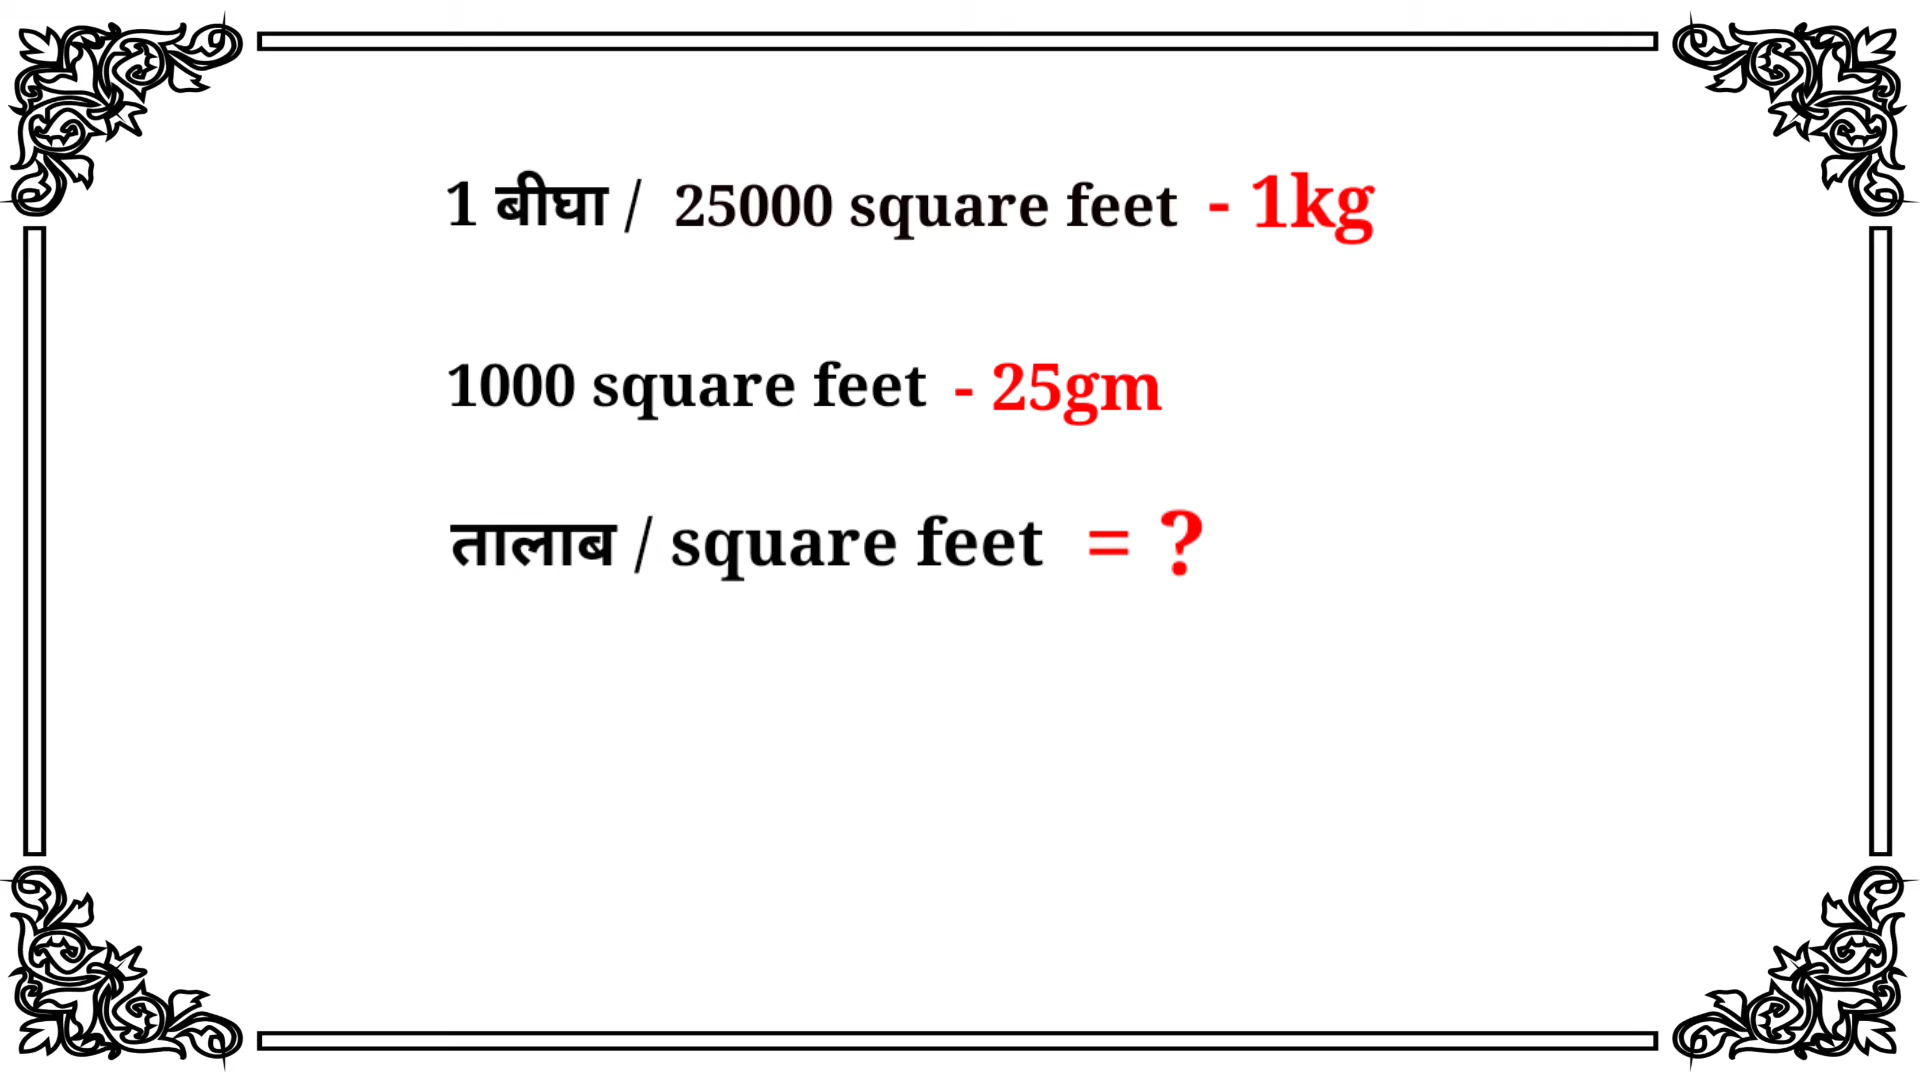 1 बीघा / 25000 square feet - 1kg
1000 square feet - 25gm
तालाब / square feet = ?